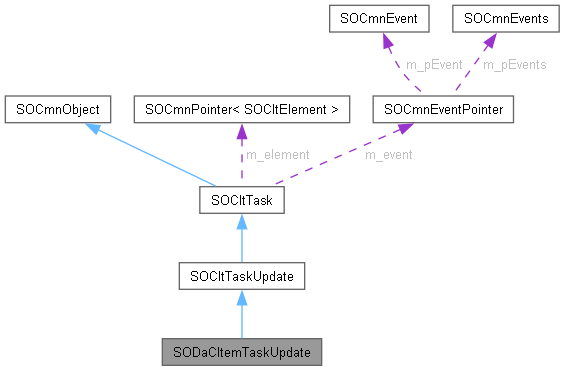 SOCmnEvent
SOCmnEvents
m_pEvent
m_pEvents
SOCmnObject
SOCmnPointer< SOCltElement >
SOCmnEventPointer
m_element
m_event
SOCltTask
SOCltTaskUpdate
SODaCItemTaskUpdate